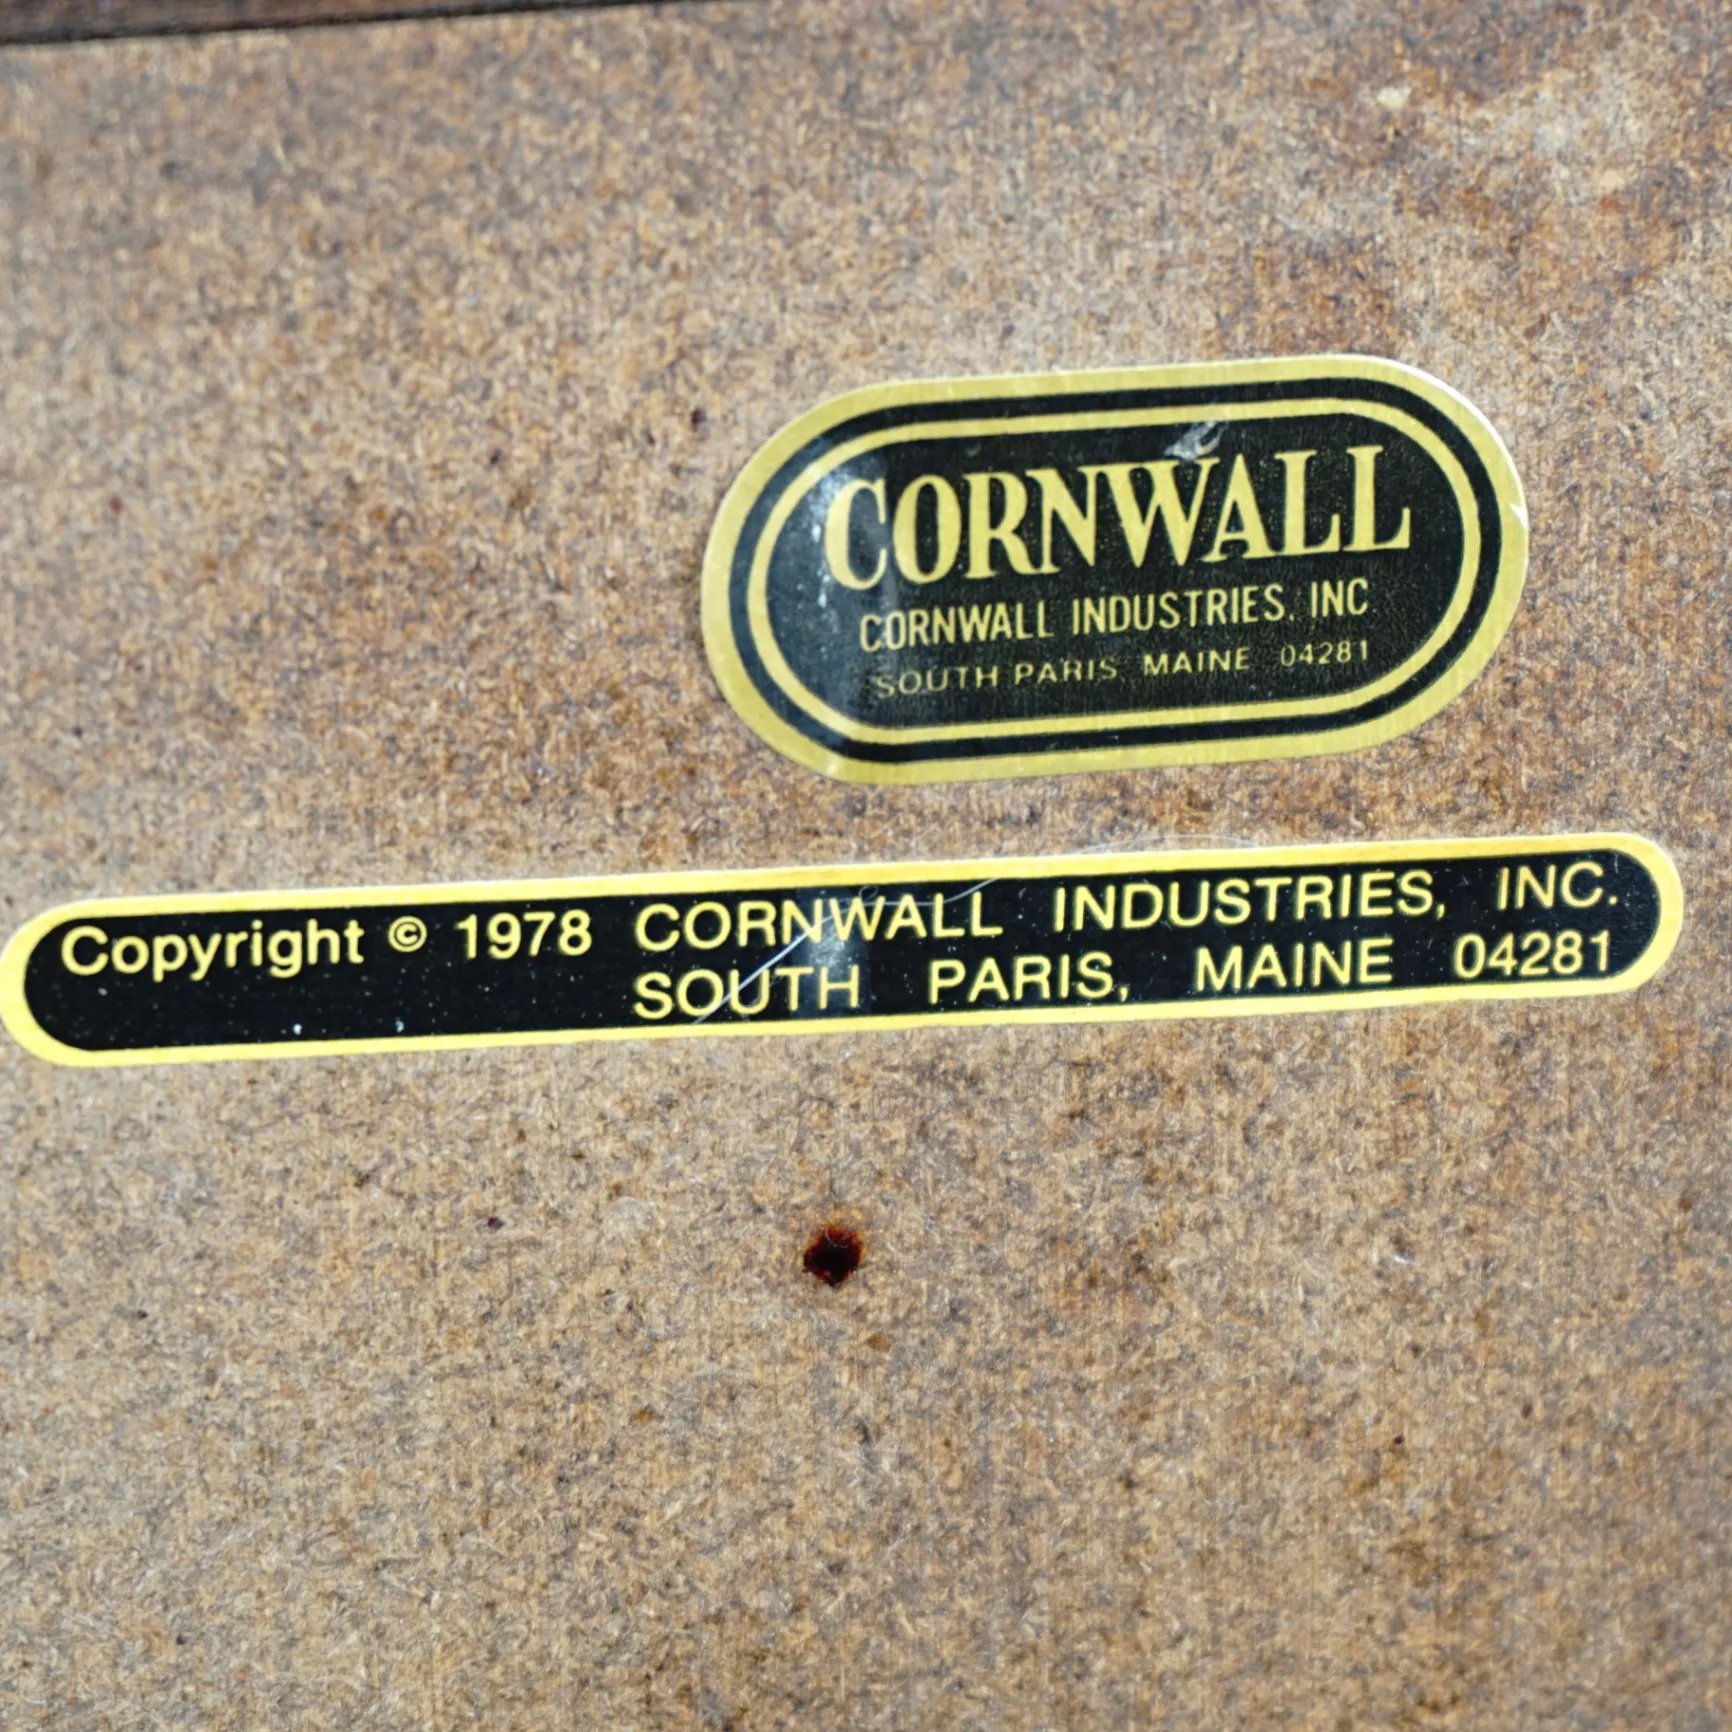 CORNWALL
CORNWALL INDUSTRIES, INC.
SOUTH PARIS, MAINE 04281
Copyright © 1978 CORNWALL INDUSTRIES, INC.
SOUTH PARIS, MAINE 04281